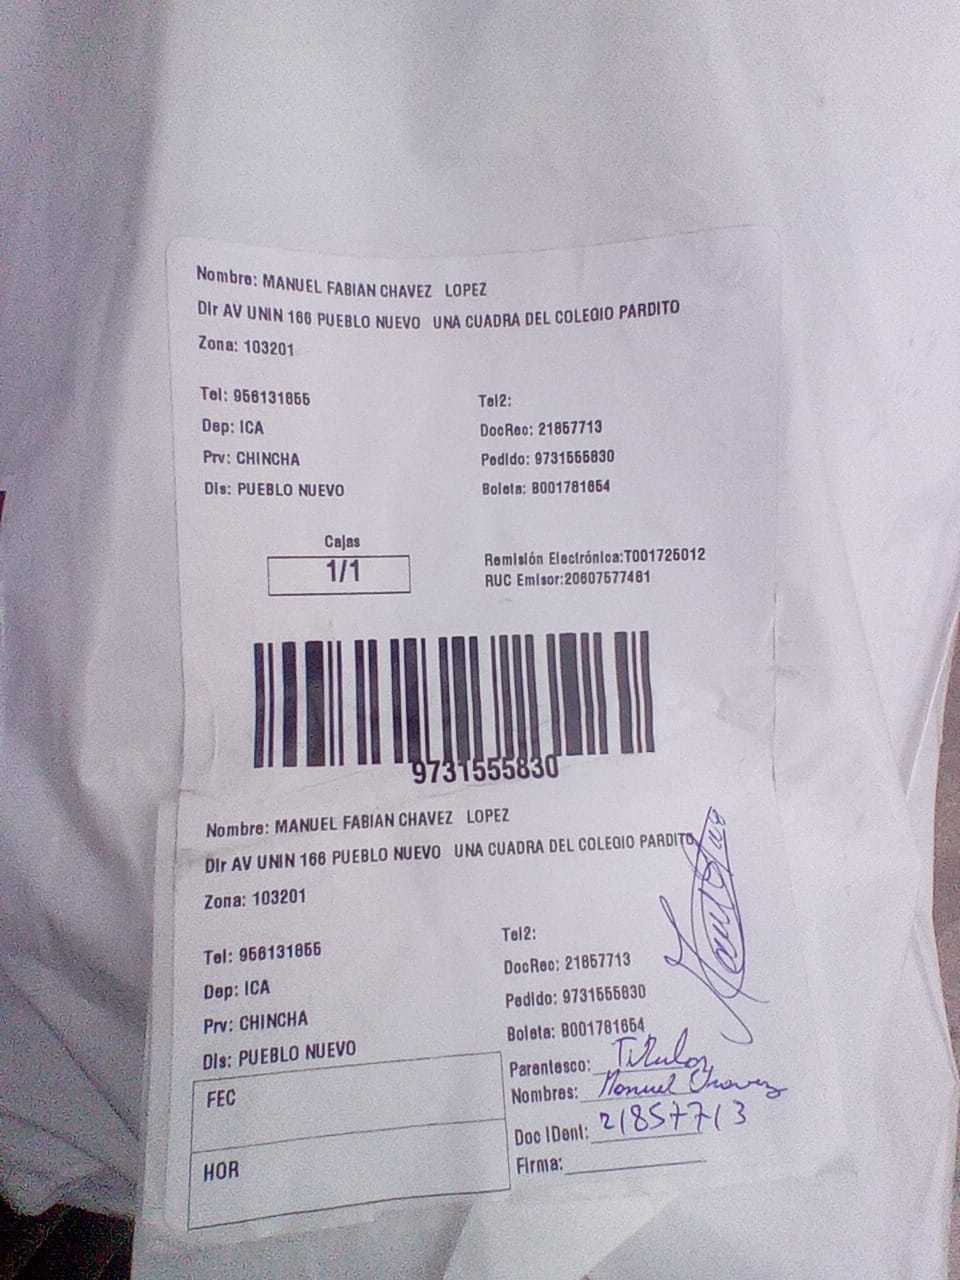 Nombre: MANUEL FABIAN CHAVEZ LOPEZ
Dir AV UNIN 166 PUEBLO NUEVO UNA CUADRA DEL COLEGIO PARDITO
Zona: 103201
Tel: 956131855 Tel2:
Dep: ICA DocRec: 21857713
Prv: CHINCHA Pedido: 9731555830
Dis: PUEBLO NUEVO Boleta: B001781654
Cajas
1/1
Remisión Electrónica:T001725012
RUC Emisor:20607577481
9731555830
Nombre: MANUEL FABIAN CHAVEZ LOPEZ
Dir AV UNIN 166 PUEBLO NUEVO UNA CUADRA DEL COLEGIO PARDITO
Zona: 103201
Tel: 956131855 Tel2:
Dep: ICA DocRec: 21857713
Prv: CHINCHA Pedido: 9731555830
Dis: PUEBLO NUEVO Boleta: B001781654
FEC
HOR
Parentesco: Titular
Nombres: Manuel Chavez
Doc IDent: 21857713
Firma: